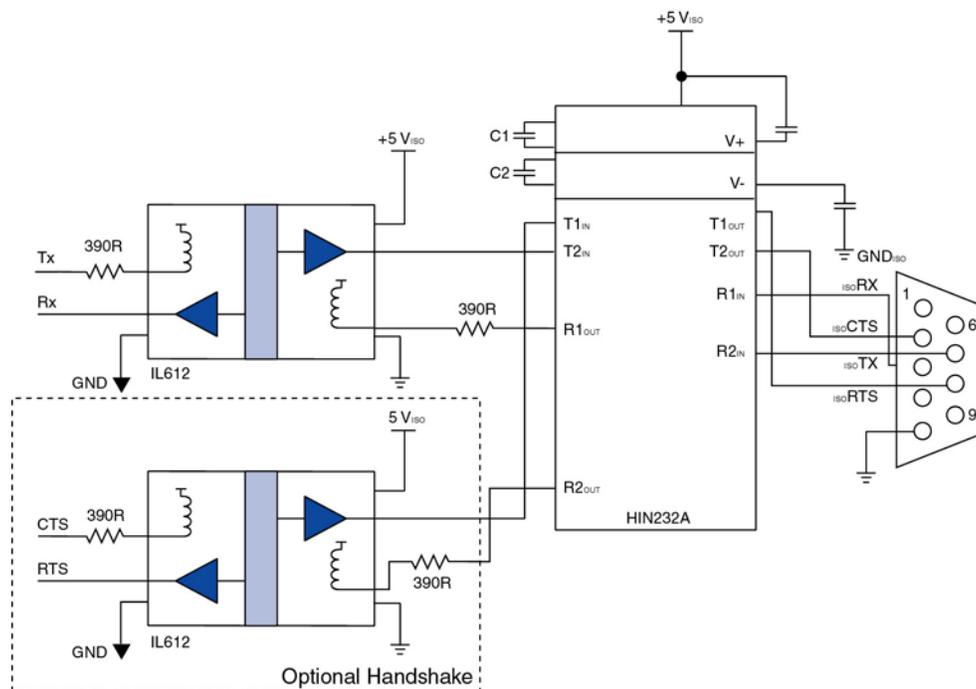 +5 VISO
C1
V+
C2
V-
+5 VISO
390R
Tx
Rx
GND
IL612
390R
T1IN
T2IN
R1OUT
R2OUT
T1OUT
T2OUT
R1IN
R2IN
HIN232A
GNDISO
ISORX
ISOCTS
ISOTX
ISORTS
1
6
9
5 VISO
CTS
390R
RTS
390R
GND
IL612
Optional Handshake